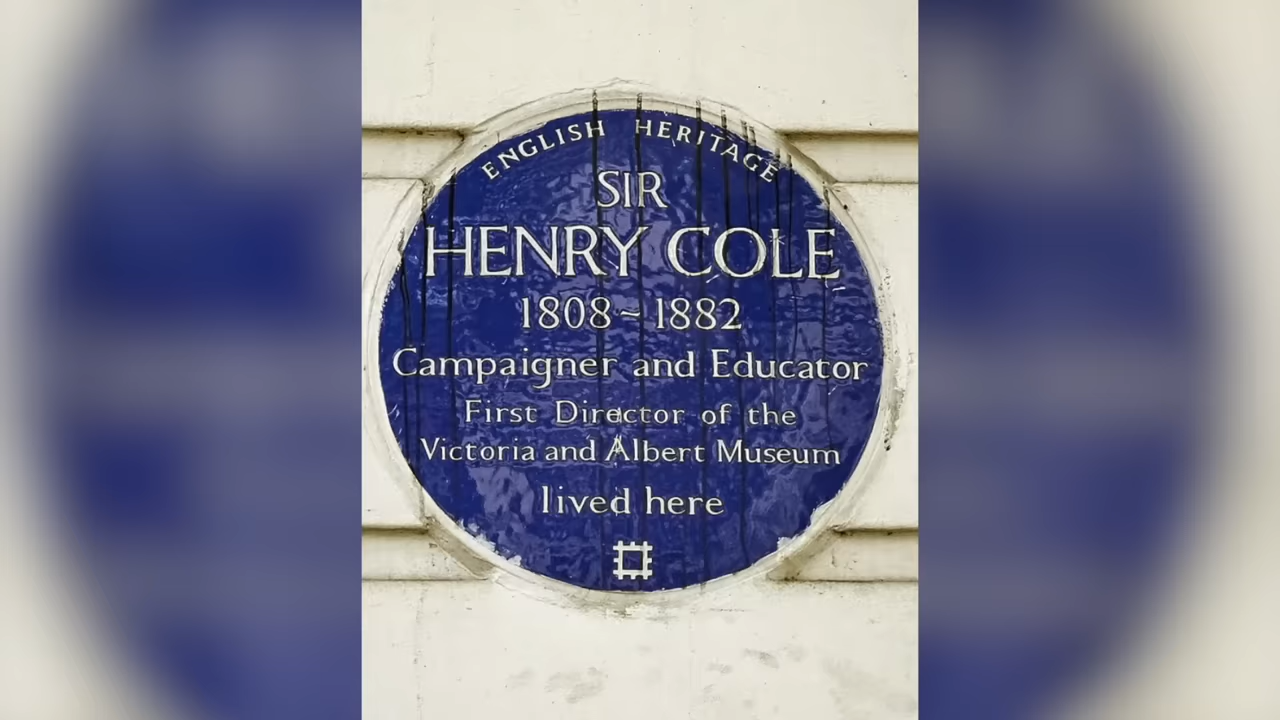 ENGLISH HERITAGE
SIR
HENRY COLE
1808~1882
Campaigner and Educator
First Director of the
Victoria and Albert Museum
lived here